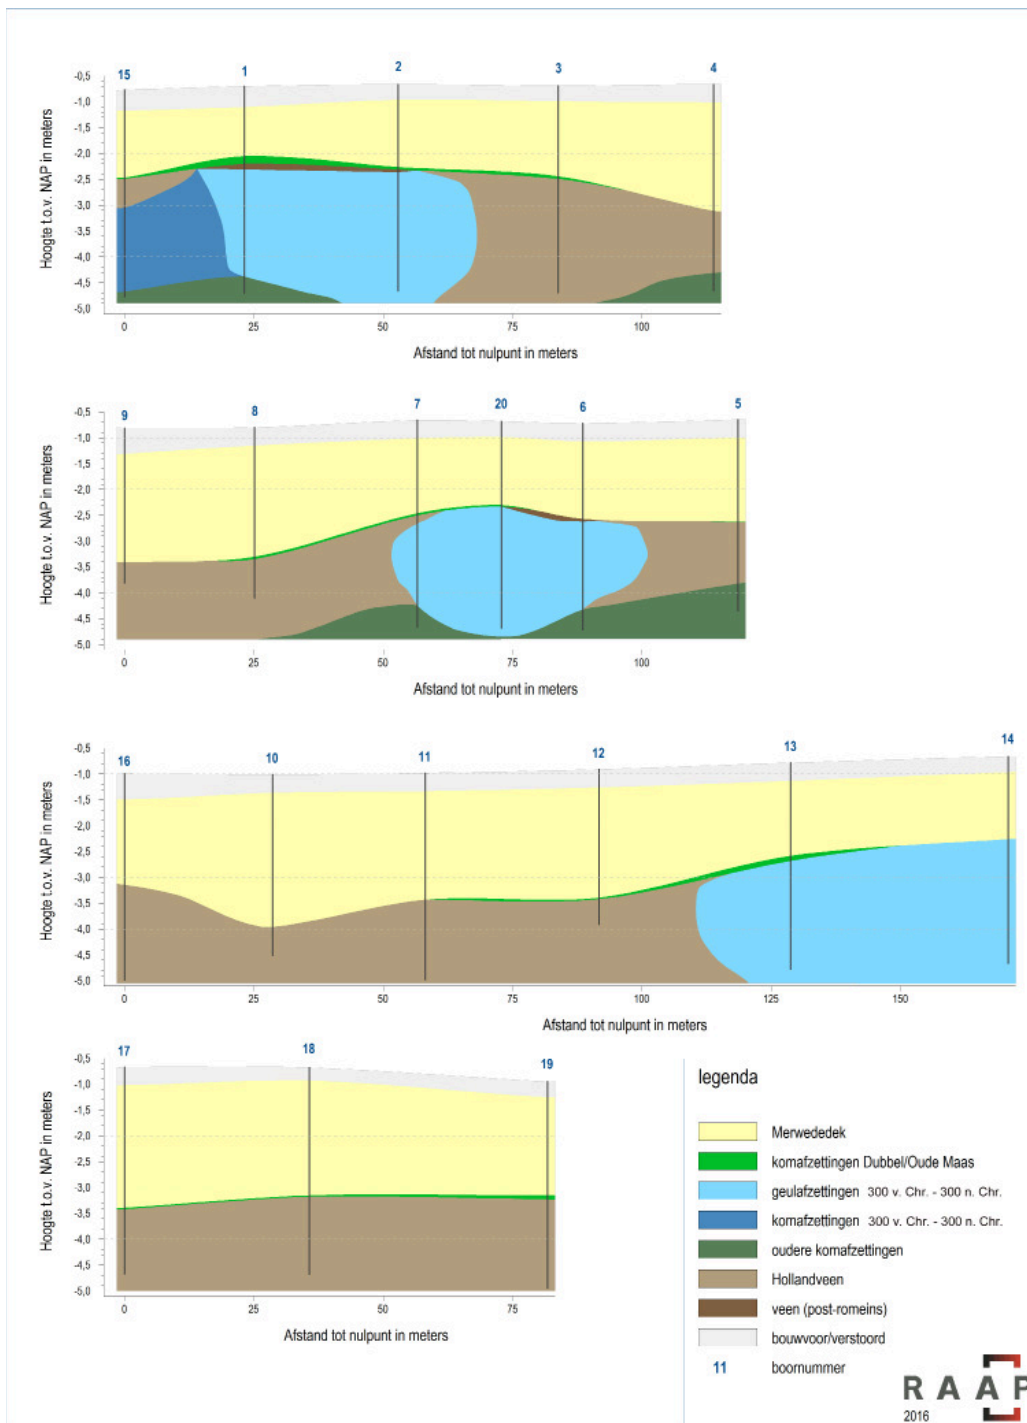 15 1 2 3 4
-0,5
-1,0
-1,5
-2,0
-2,5
-3,0
-3,5
-4,0
-4,5
-5,0
Hoogte t.o.v. NAP in meters
0 25 50 75 100
Afstand tot nulpunt in meters
9 8 7 20 6 5
-0,5
-1,0
-1,5
-2,0
-2,5
-3,0
-3,5
-4,0
-4,5
-5,0
Hoogte t.o.v. NAP in meters
0 25 50 75 100
Afstand tot nulpunt in meters
16 10 11 12 13 14
-0,5
-1,0
-1,5
-2,0
-2,5
-3,0
-3,5
-4,0
-4,5
-5,0
Hoogte t.o.v. NAP in meters
0 25 50 75 100 125 150
Afstand tot nulpunt in meters
17 18 19
-0,5
-1,0
-1,5
-2,0
-2,5
-3,0
-3,5
-4,0
-4,5
-5,0
Hoogte t.o.v. NAP in meters
0 25 50 75
Afstand tot nulpunt in meters
legenda
Merwededek
komafzettingen Dubbel/Oude Maas
geulafzettingen 300 v. Chr. - 300 n. Chr.
komafzettingen 300 v. Chr. - 300 n. Chr.
oudere komafzettingen
Hollandveen
veen (post-romeins)
bouwvoor/verstoord
11 boornummer
RAAP
2016